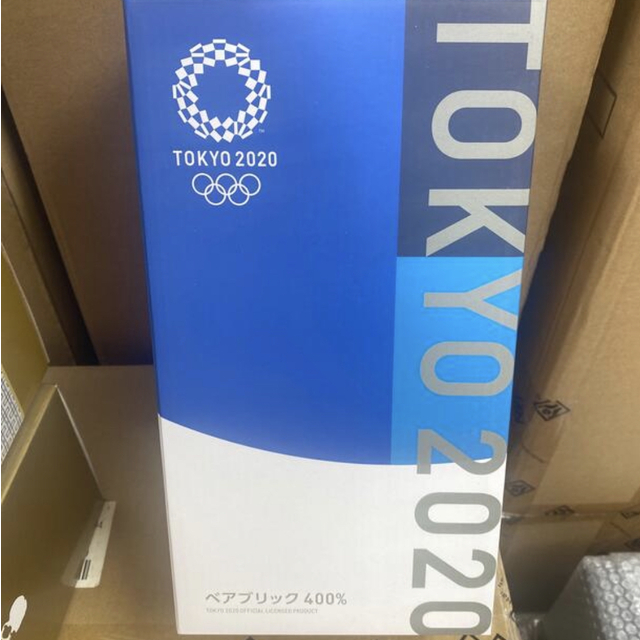 TOKYO 2020
TOKYO 2020
ベアブリック 400%
TOKYO 2020 OFFICIAL LICENSED PRODUCT